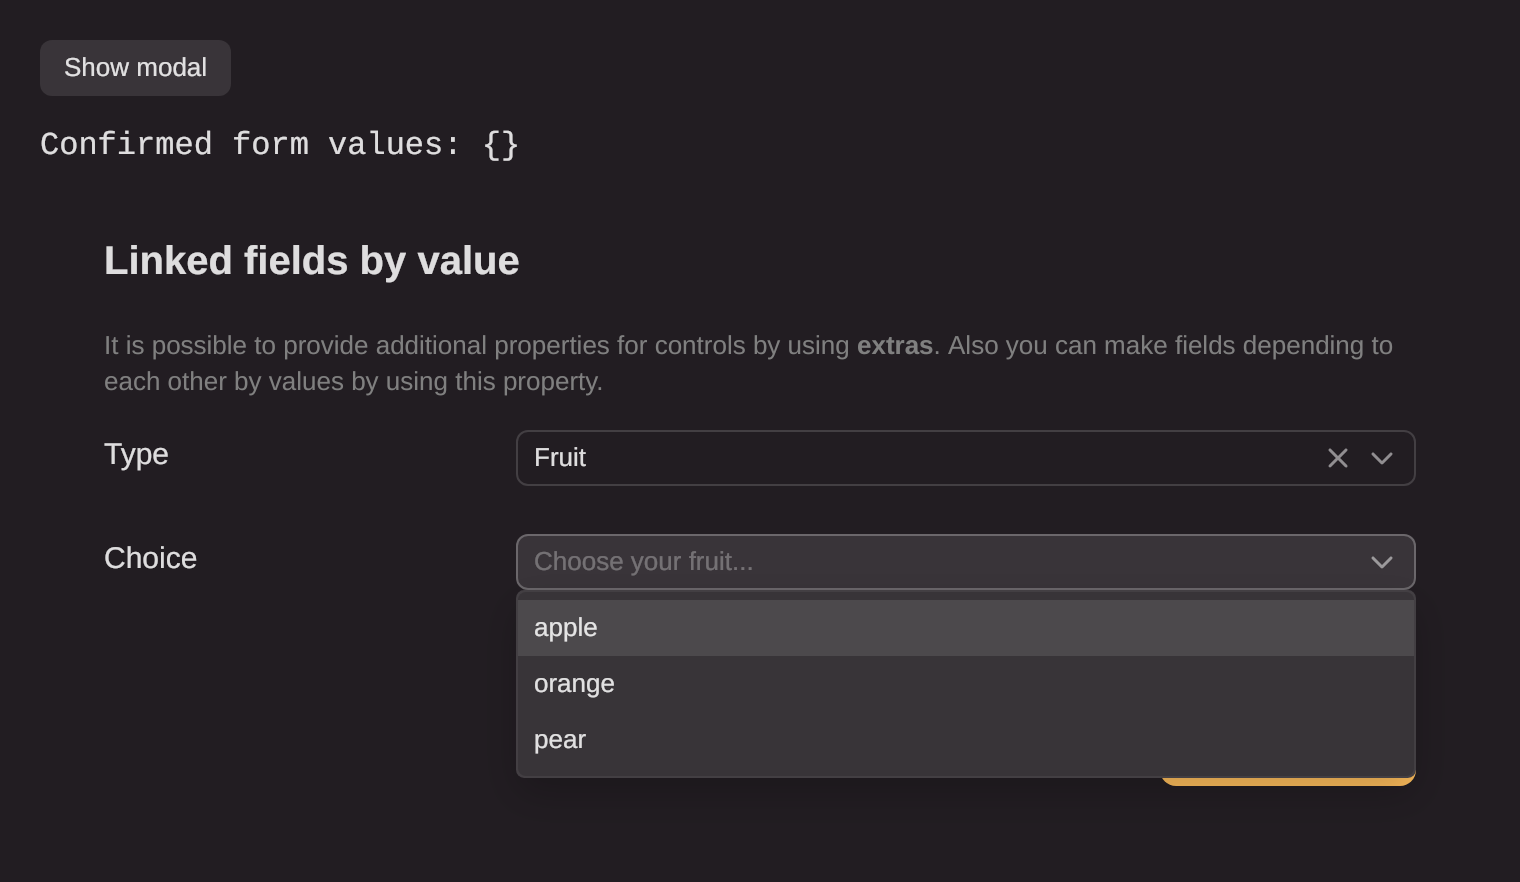 Show modal
Confirmed form values: {}
Linked fields by value
It is possible to provide additional properties for controls by using extras. Also you can make fields depending to
each other by values by using this property.
Type
Fruit
Choice
Choose your fruit...
apple
orange
pear